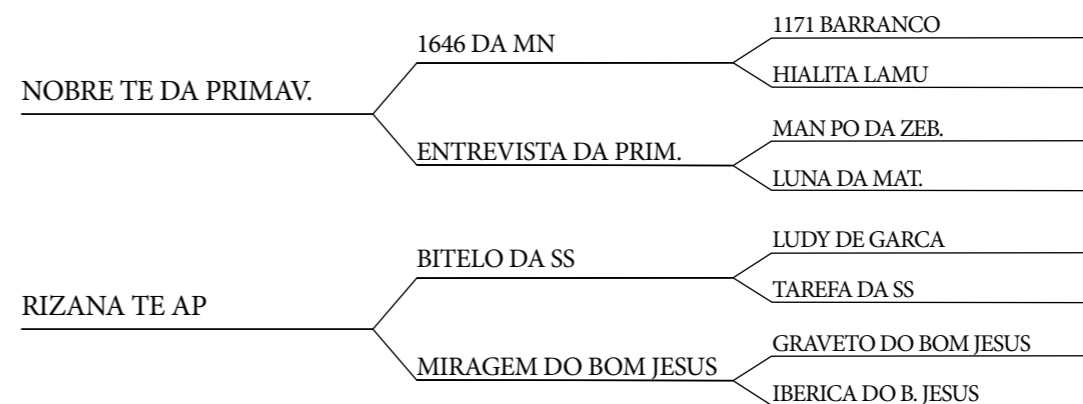 1171 BARRANCO
1646 DA MN
HIALITA LAMU
NOBRE TE DA PRIMAV.
MAN PO DA ZEB.
ENTREVISTA DA PRIM.
LUNA DA MAT.
LUDY DE GARCA
BITELO DA SS
TAREFA DA SS
RIZANA TE AP
GRAVETO DO BOM JESUS
MIRAGEM DO BOM JESUS
IBERICA DO B. JESUS